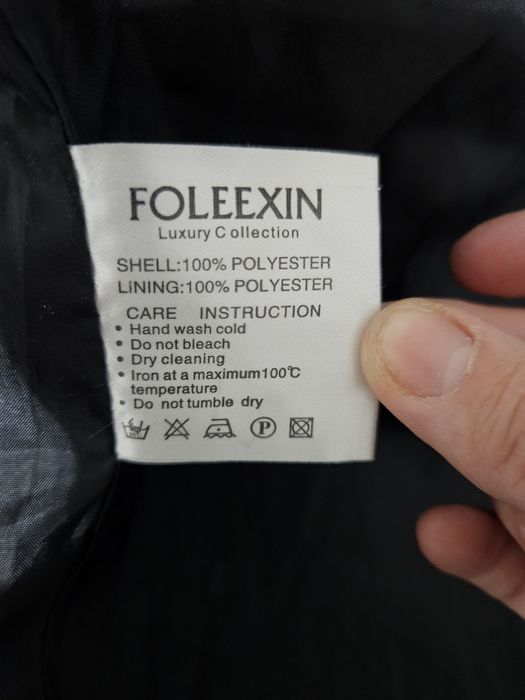 FOLEEXIN
Luxury Collection
SHELL:100% POLYESTER
LINING:100% POLYESTER
CARE INSTRUCTION
• Hand wash cold
• Do not bleach
• Dry cleaning
• Iron at a maximum100℃
temperature
• Do not tumble dry
P